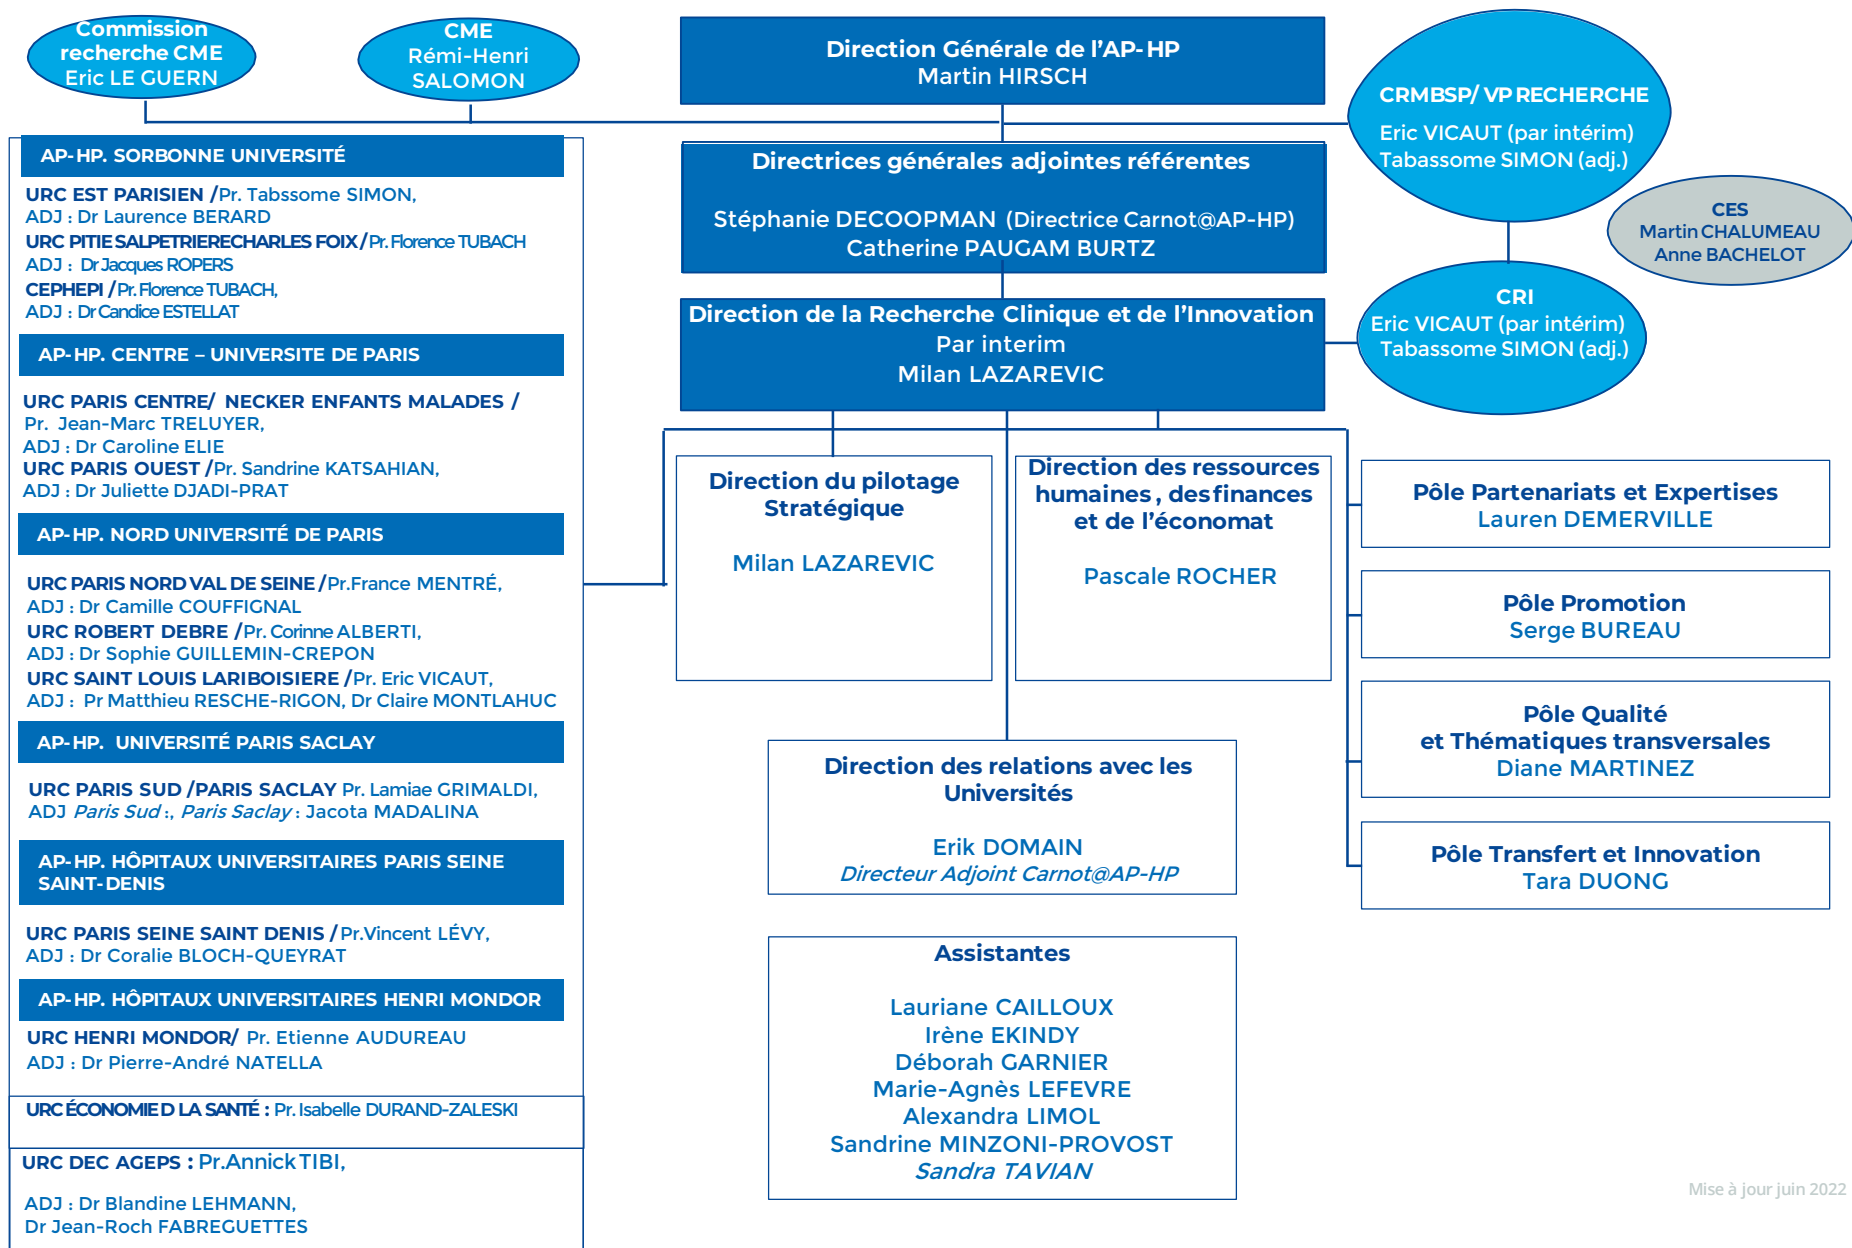 Commission
recherche CME
Eric LE GUERN
CME
Rémi-Henri
SALOMON
Direction Générale de l’AP-HP
Martin HIRSCH
CRMBSP/ VP RECHERCHE
Eric VICAUT (par intérim)
Tabassome SIMON (adj.)
CES
Martin CHALUMEAU
Anne BACHELOT
Directrices générales adjointes référentes
Stéphanie DECOOPMAN (Directrice Carnot@AP-HP)
Catherine PAUGAM BURTZ
CRI
Eric VICAUT (par intérim)
Tabassome SIMON (adj.)
Direction de la Recherche Clinique et de l’Innovation
Par interim
Milan LAZAREVIC
AP-HP. SORBONNE UNIVERSITÉ
URC EST PARISIEN /Pr. Tabssome SIMON,
ADJ : Dr Laurence BERARD
URC PITIE SALPETRIERECHARLES FOIX / Pr. Florence TUBACH
ADJ : Dr Jacques ROPERS
CEPHEPI / Pr. Florence TUBACH,
ADJ : Dr Candice ESTELLAT
AP-HP. CENTRE – UNIVERSITE DE PARIS
URC PARIS CENTRE/ NECKER ENFANTS MALADES /
Pr. Jean-Marc TRELUYER,
ADJ : Dr Caroline ELIE
URC PARIS OUEST /Pr. Sandrine KATSAHIAN,
ADJ : Dr Juliette DJADI-PRAT
AP-HP. NORD UNIVERSITÉ DE PARIS
URC PARIS NORD VAL DE SEINE /Pr.France MENTRÉ,
ADJ : Dr Camille COUFFIGNAL
URC ROBERT DEBRE /Pr. Corinne ALBERTI,
ADJ : Dr Sophie GUILLEMIN-CREPON
URC SAINT LOUIS LARIBOISIERE /Pr. Eric VICAUT,
ADJ : Pr Matthieu RESCHE-RIGON, Dr Claire MONTLAHUC
AP-HP. UNIVERSITÉ PARIS SACLAY
URC PARIS SUD /PARIS SACLAY Pr. Lamiae GRIMALDI,
ADJ Paris Sud :, Paris Saclay : Jacota MADALINA
AP-HP. HÔPITAUX UNIVERSITAIRES PARIS SEINE
SAINT-DENIS
URC PARIS SEINE SAINT DENIS / Pr.Vincent LÉVY,
ADJ : Dr Coralie BLOCH-QUEYRAT
AP-HP. HÔPITAUX UNIVERSITAIRES HENRI MONDOR
URC HENRI MONDOR/ Pr. Etienne AUDUREAU
ADJ : Dr Pierre-André NATELLA
URC ÉCONOMIE D LA SANTÉ : Pr. Isabelle DURAND-ZALESKI
URC DEC AGEPS : Pr.Annick TIBI,
ADJ : Dr Blandine LEHMANN,
Dr Jean-Roch FABREGUETTES
Direction du pilotage
Stratégique
Milan LAZAREVIC
Direction des ressources
humaines , des finances
et de l’économat
Pascale ROCHER
Direction des relations avec les
Universités
Erik DOMAIN
Directeur Adjoint Carnot@AP-HP
Assistantes
Lauriane CAILLOUX
Irène EKINDY
Déborah GARNIER
Marie-Agnès LEFEVRE
Alexandra LIMOL
Sandrine MINZONI-PROVOST
Sandra TAVIAN
Pôle Partenariats et Expertises
Lauren DEMERVILLE
Pôle Promotion
Serge BUREAU
Pôle Qualité
et Thématiques transversales
Diane MARTINEZ
Pôle Transfert et Innovation
Tara DUONG
Mise à jour juin 2022